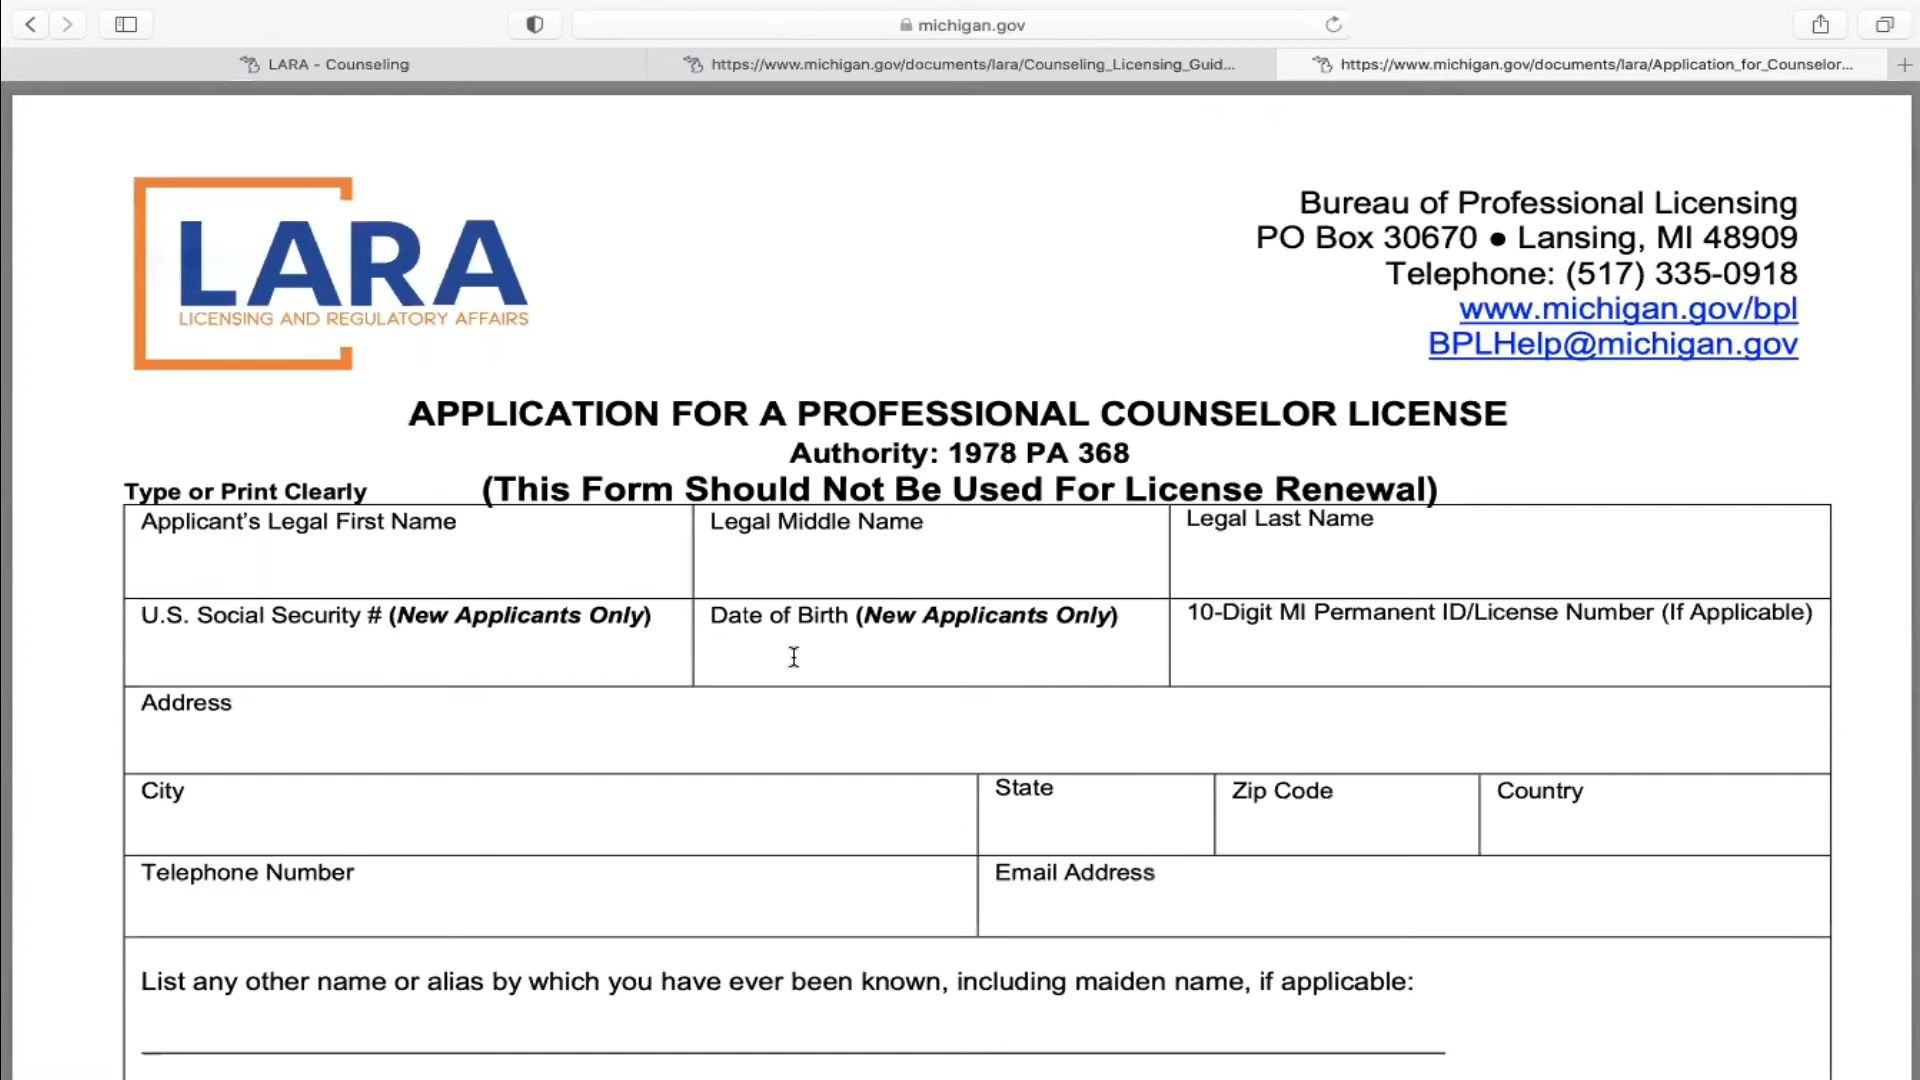 michigan.gov
LARA - Counseling
https://www.michigan.gov/documents/lara/Counseling_Licensing_Guid...
https://www.michigan.gov/documents/lara/Application_for_Counselor...
LARA
LICENSING AND REGULATORY AFFAIRS
Bureau of Professional Licensing
PO Box 30670 ● Lansing, MI 48909
Telephone: (517) 335-0918
www.michigan.gov/bpl
BPLHelp@michigan.gov
APPLICATION FOR A PROFESSIONAL COUNSELOR LICENSE
Authority: 1978 PA 368
Type or Print Clearly (This Form Should Not Be Used For License Renewal)
Applicant's Legal First Name Legal Middle Name Legal Last Name
U.S. Social Security # (New Applicants Only) Date of Birth (New Applicants Only) 10-Digit MI Permanent ID/License Number (If Applicable)
Address
City State Zip Code Country
Telephone Number Email Address
List any other name or alias by which you have ever been known, including maiden name, if applicable: